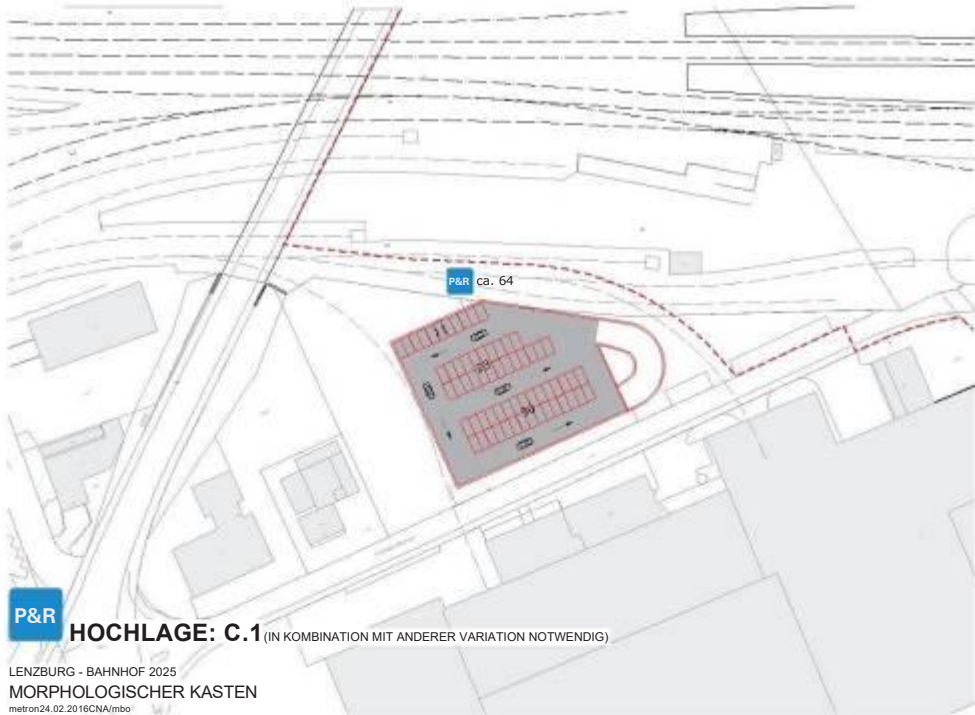 P&R ca. 64
11
P&R
HOCHLAGE: C.1 (IN KOMBINATION MIT ANDERER VARIATION NOTWENDIG)
LENZBURG - BAHNHOF 2025
MORPHOLOGISCHER KASTEN
metron24.02.2016CNA/mbo